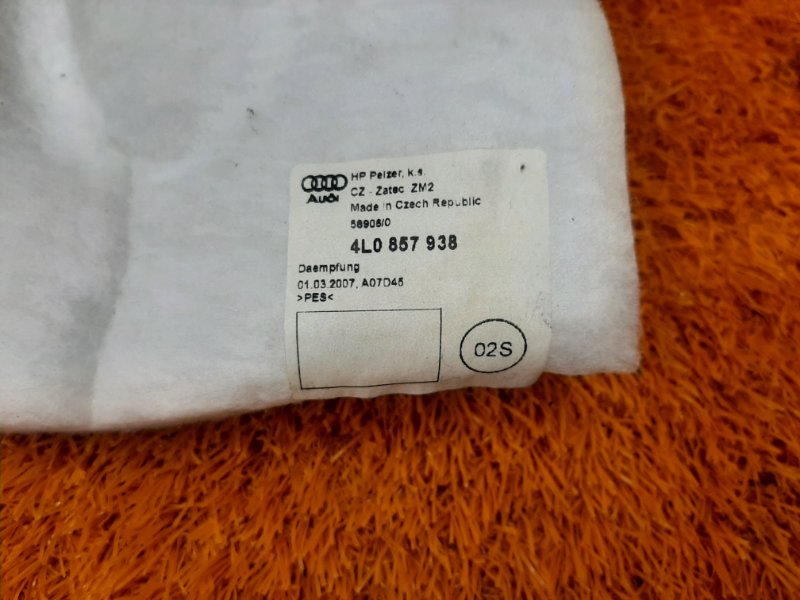 HP Pelzer, k.s.
CZ - Zatec ZM2
Audi
Made in Czech Republic
58906/0
4L0 857 938
Daempfung
01.03.2007, A07D45
>PES<
02S